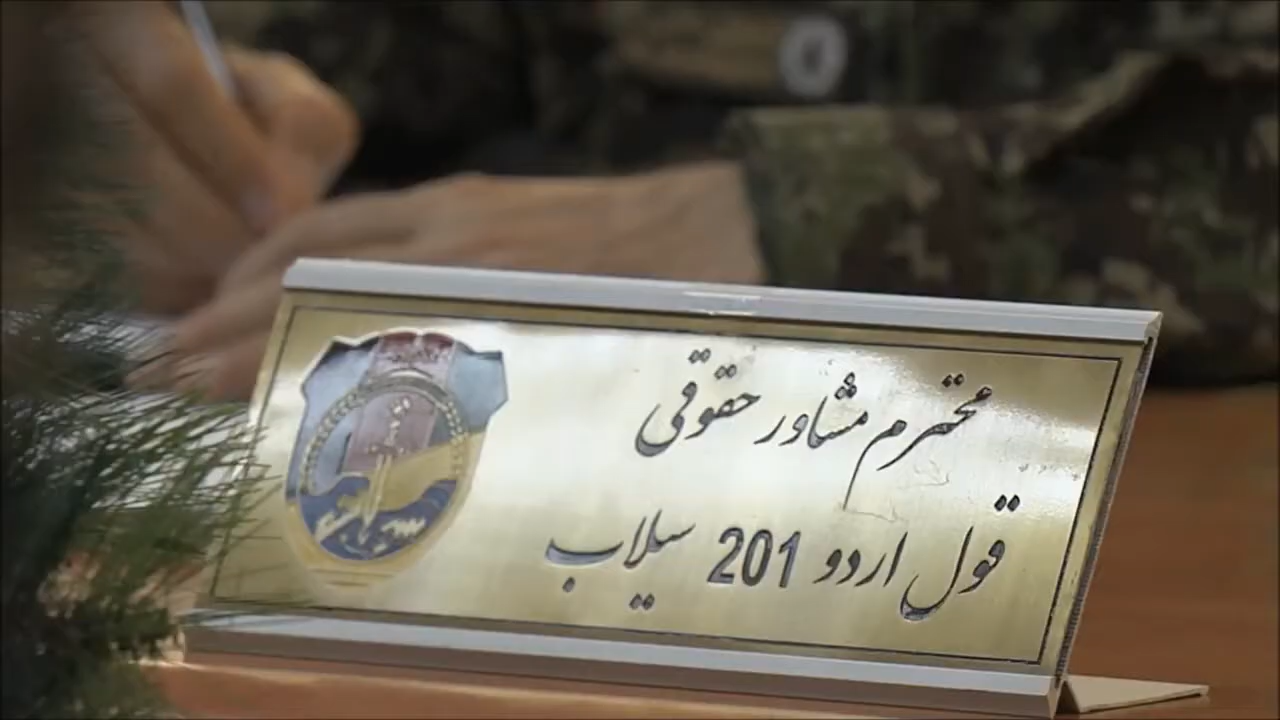 محترم مشاور حقوقی
قول اردو 201 سیلاب